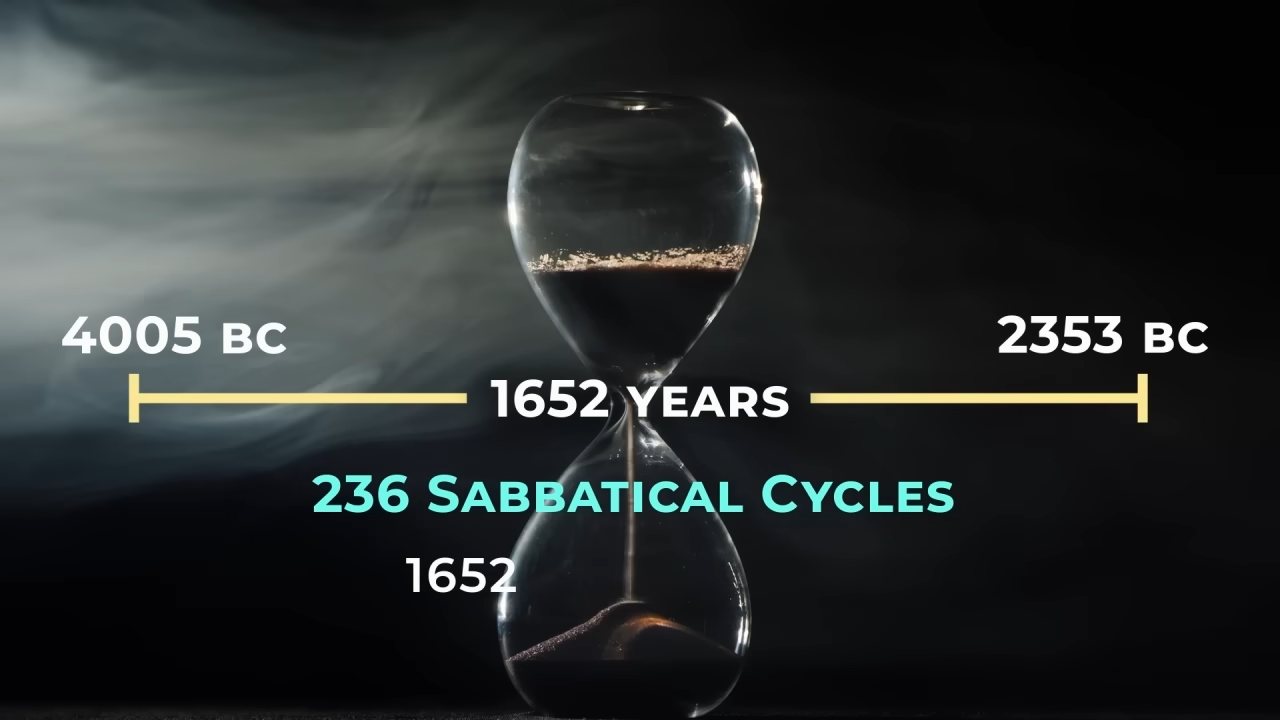 4005 BC
2353 BC
1652 YEARS
236 SABBATICAL CYCLES
1652